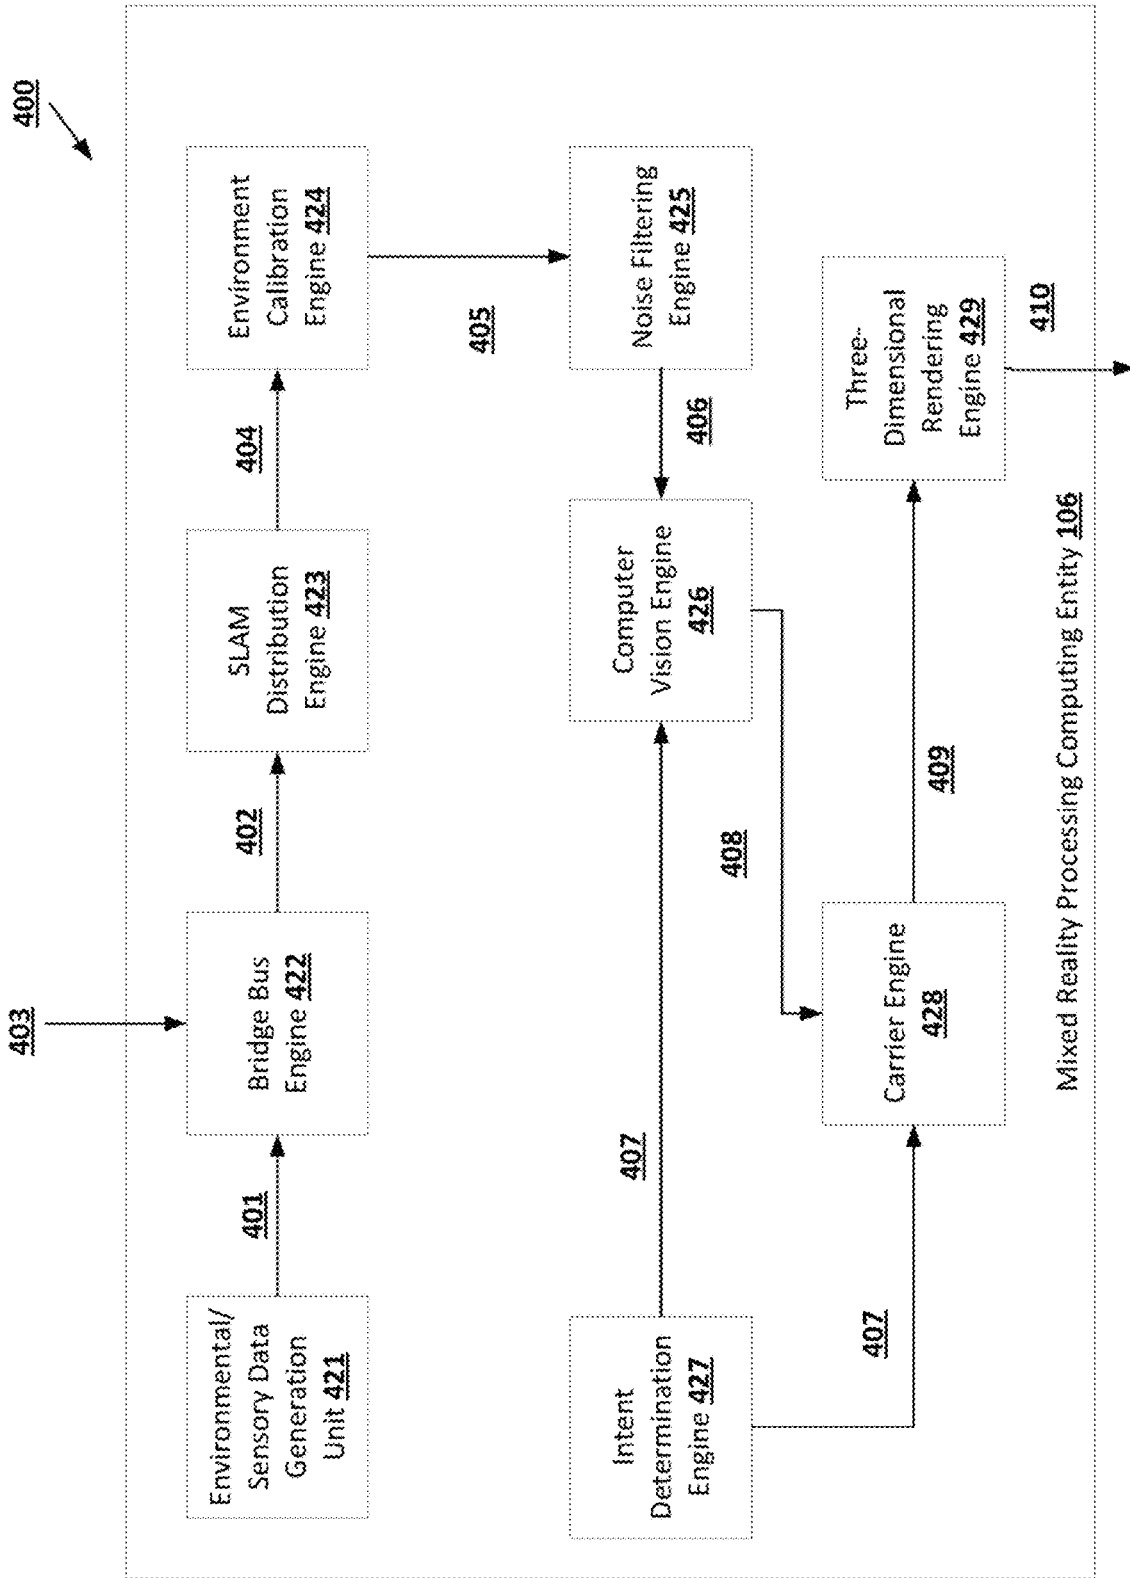 400
403
Environmental/
Sensory Data
Generation
Unit 421
401
Bridge Bus
Engine 422
402
SLAM
Distribution
Engine 423
404
Environment
Calibration
Engine 424
405
Intent
Determination
Engine 427
407
Computer
Vision Engine
426
406
Noise Filtering
Engine 425
407
408
Carrier Engine
428
409
Three-
Dimensional
Rendering
Engine 429
410
Mixed Reality Processing Computing Entity 106